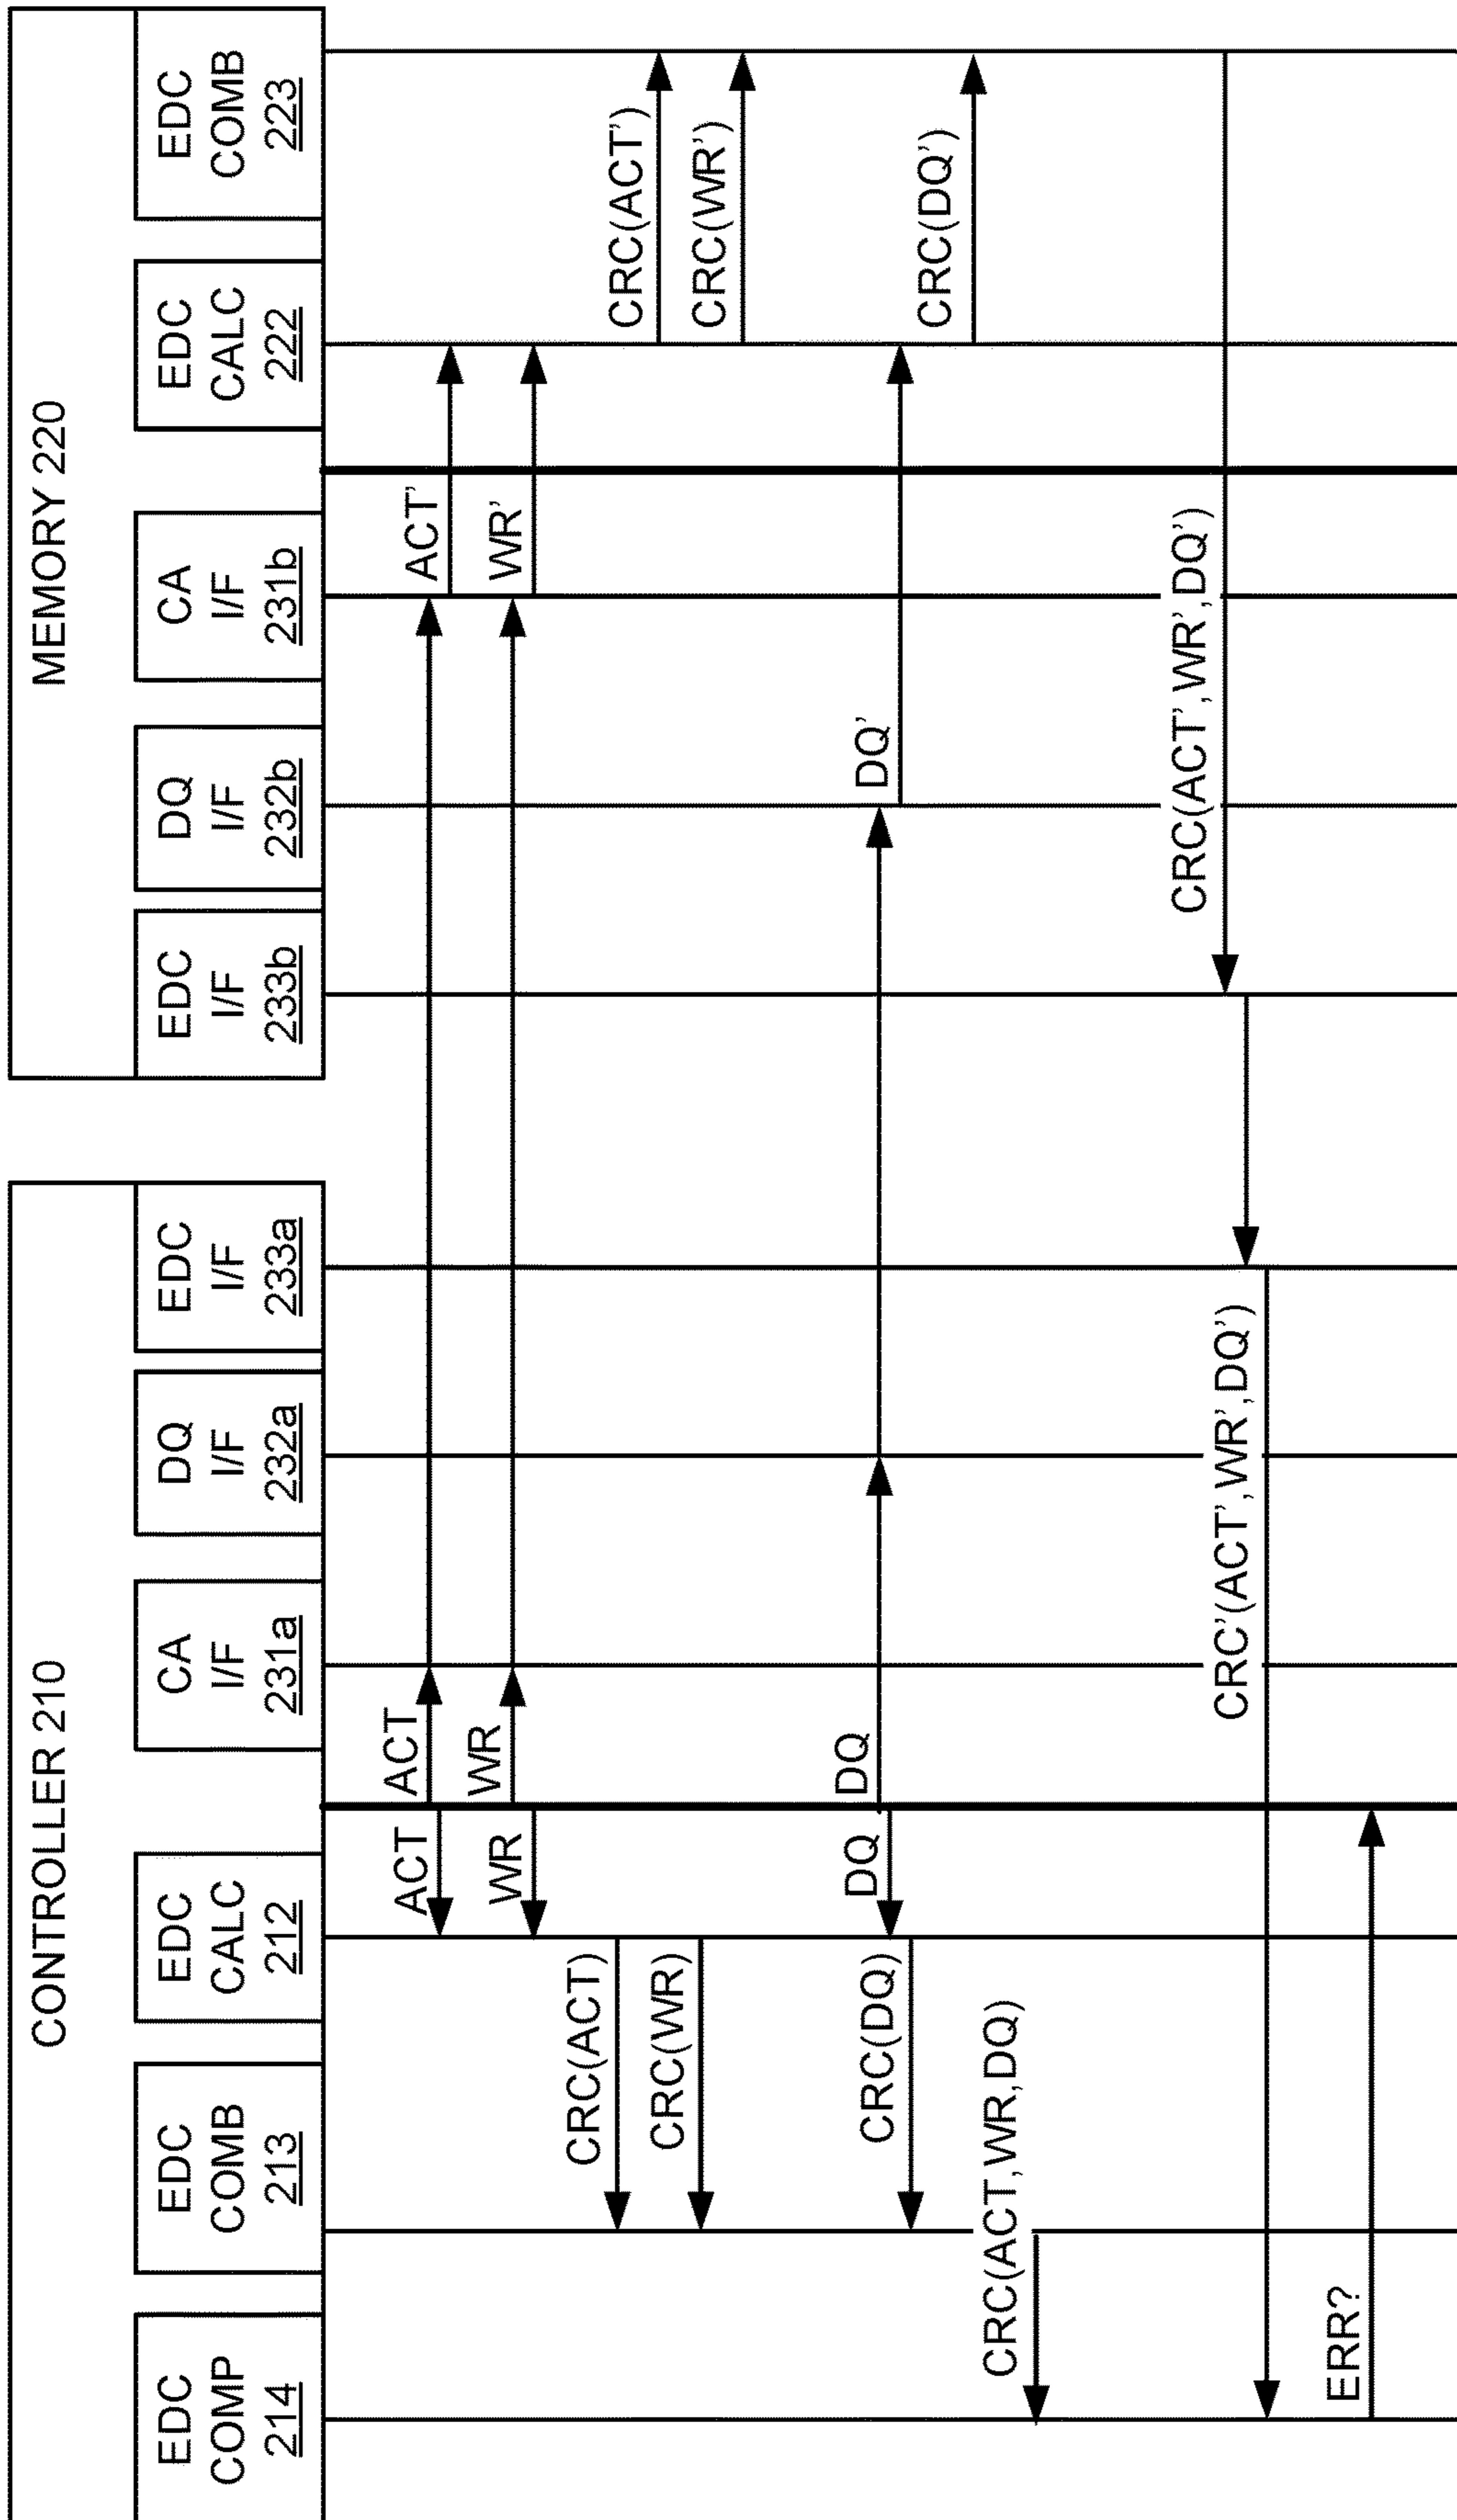 CONTROLLER 210
MEMORY 220
EDC
COMP
214
EDC
COMB
213
EDC
CALC
212
CA
I/F
231a
DQ
I/F
232a
EDC
I/F
233a
EDC
I/F
233b
DQ
I/F
232b
CA
I/F
231b
EDC
CALC
222
EDC
COMB
223
ACT
ACT
ACT'
WR
WR
WR'
CRC(ACT)
CRC(ACT')
CRC(WR)
CRC(WR')
DQ
DQ
DQ'
CRC(DQ)
CRC(DQ')
CRC(ACT,WR,DQ)
CRC(ACT',WR',DQ')
CRC'(ACT',WR',DQ')
ERR?